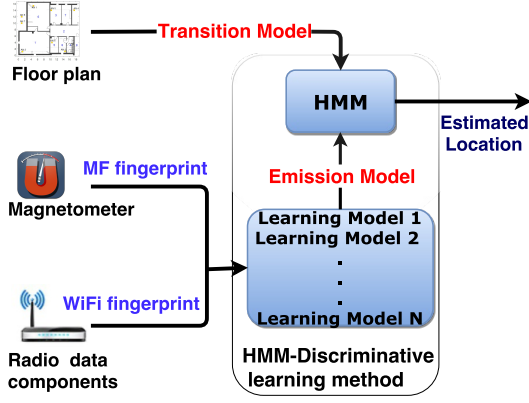 Transition Model
Floor plan
HMM
Estimated
Location
MF fingerprint
Emission Model
Magnetometer
Learning Model 1
Learning Model 2
.
.
.
Learning Model N
WiFi fingerprint
Radio data
components
HMM-Discriminative
learning method